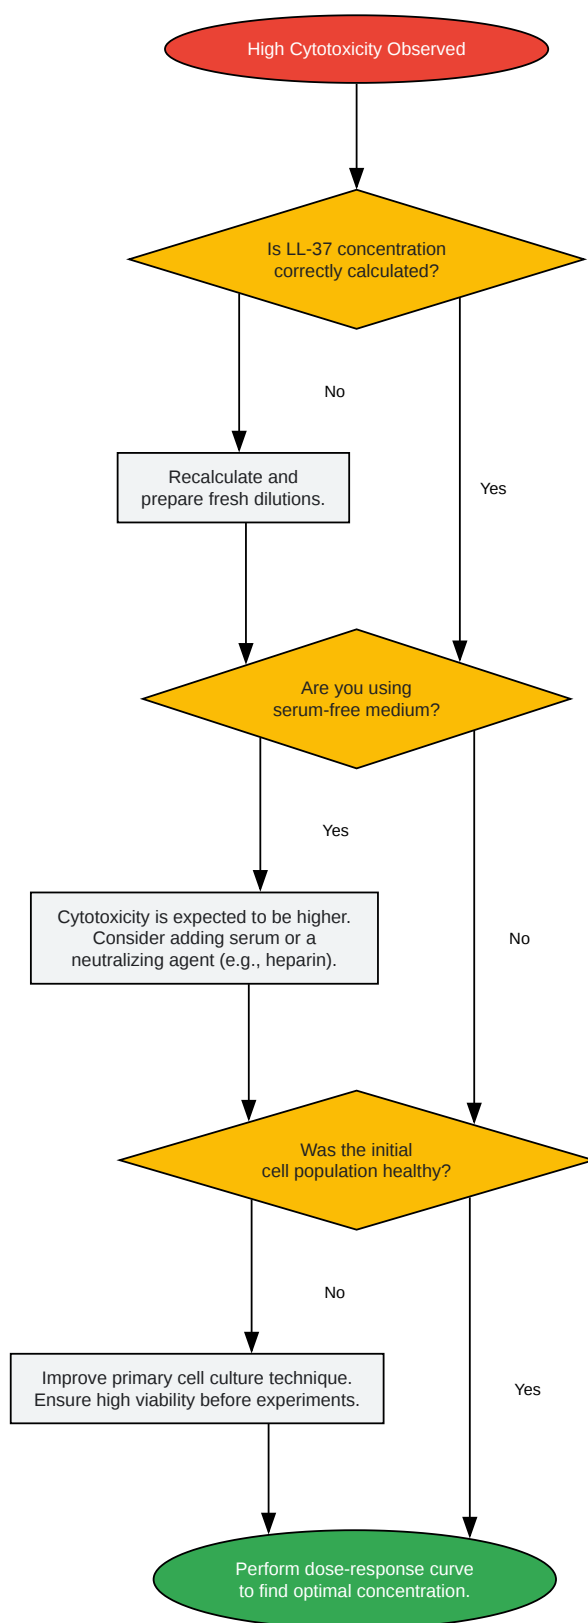 High Cytotoxicity Observed
Is LL-37 concentration
correctly calculated?
No
Recalculate and
prepare fresh dilutions.
Yes
Are you using
serum-free medium?
Yes
Cytotoxicity is expected to be higher.
Consider adding serum or a
neutralizing agent (e.g., heparin).
No
Was the initial
cell population healthy?
No
Improve primary cell culture technique.
Ensure high viability before experiments.
Yes
Perform dose-response curve
to find optimal concentration.